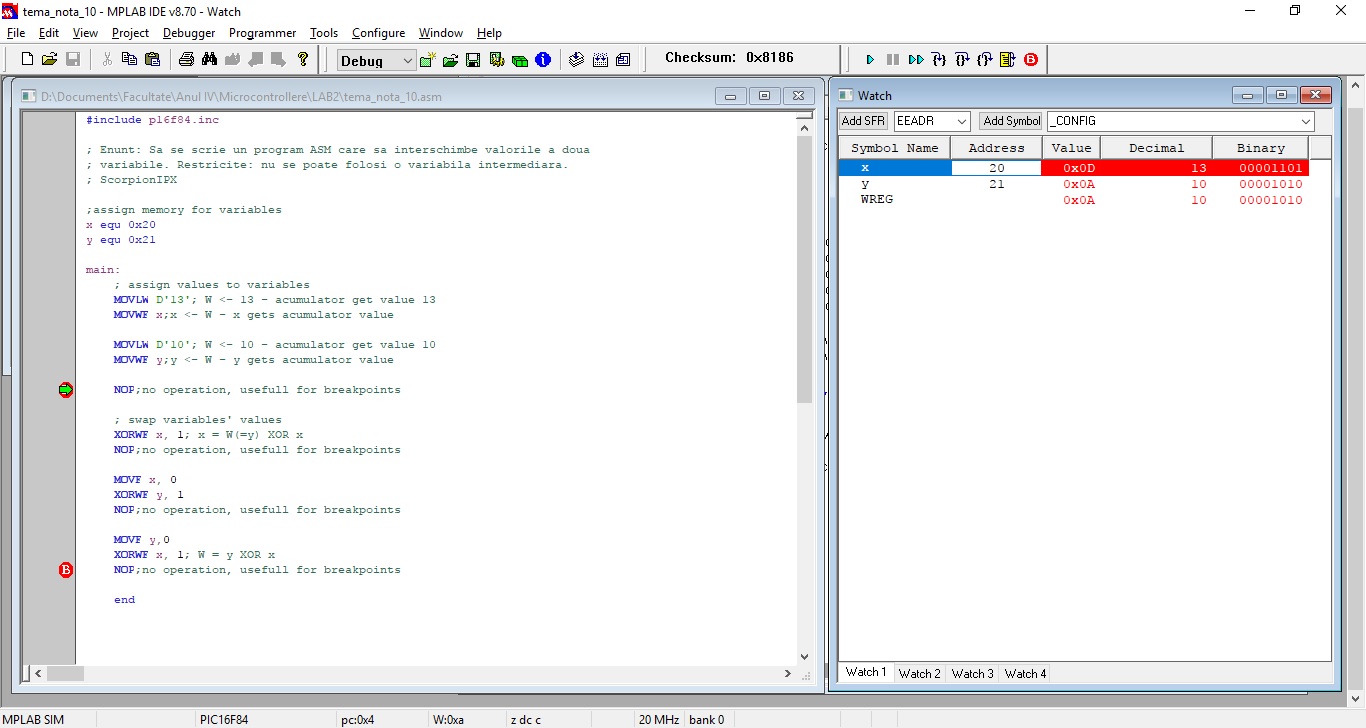 tema_nota_10 - MPLAB IDE v8.70 - Watch
File Edit View Project Debugger Programmer Tools Configure Window Help
Debug
Checksum: 0x8186
D:\Documents\Facultate\Anul IV\Microcontrollere\LAB2\tema_nota_10.asm
#include p16f84.inc
; Enunt: Sa se scrie un program ASM care sa interschimbe valorile a doua
; variabile. Restricite: nu se poate folosi o variabila intermediara.
; ScorpionIPX
;assign memory for variables
x equ 0x20
y equ 0x21
main:
; assign values to variables
MOVLW D'13'; W <- 13 - acumulator get value 13
MOVWF x;x <- W - x gets acumulator value
MOVLW D'10'; W <- 10 - acumulator get value 10
MOVWF y;y <- W - y gets acumulator value
NOP;no operation, usefull for breakpoints
; swap variables' values
XORWF x, 1; x = W(=y) XOR x
NOP;no operation, usefull for breakpoints
MOVF x, 0
XORWF y, 1
NOP;no operation, usefull for breakpoints
MOVF y,0
XORWF x, 1; W = y XOR x
B
NOP;no operation, usefull for breakpoints
end
Watch
Add SFR EEADR Add Symbol _CONFIG
Symbol Name Address Value Decimal Binary
x 20 0x0D 13 00001101
y 21 0x0A 10 00001010
WREG 0x0A 10 00001010
Watch 1 Watch 2 Watch 3 Watch 4
MPLAB SIM PIC16F84 pc:0x4 W:0xa z dc c 20 MHz bank 0